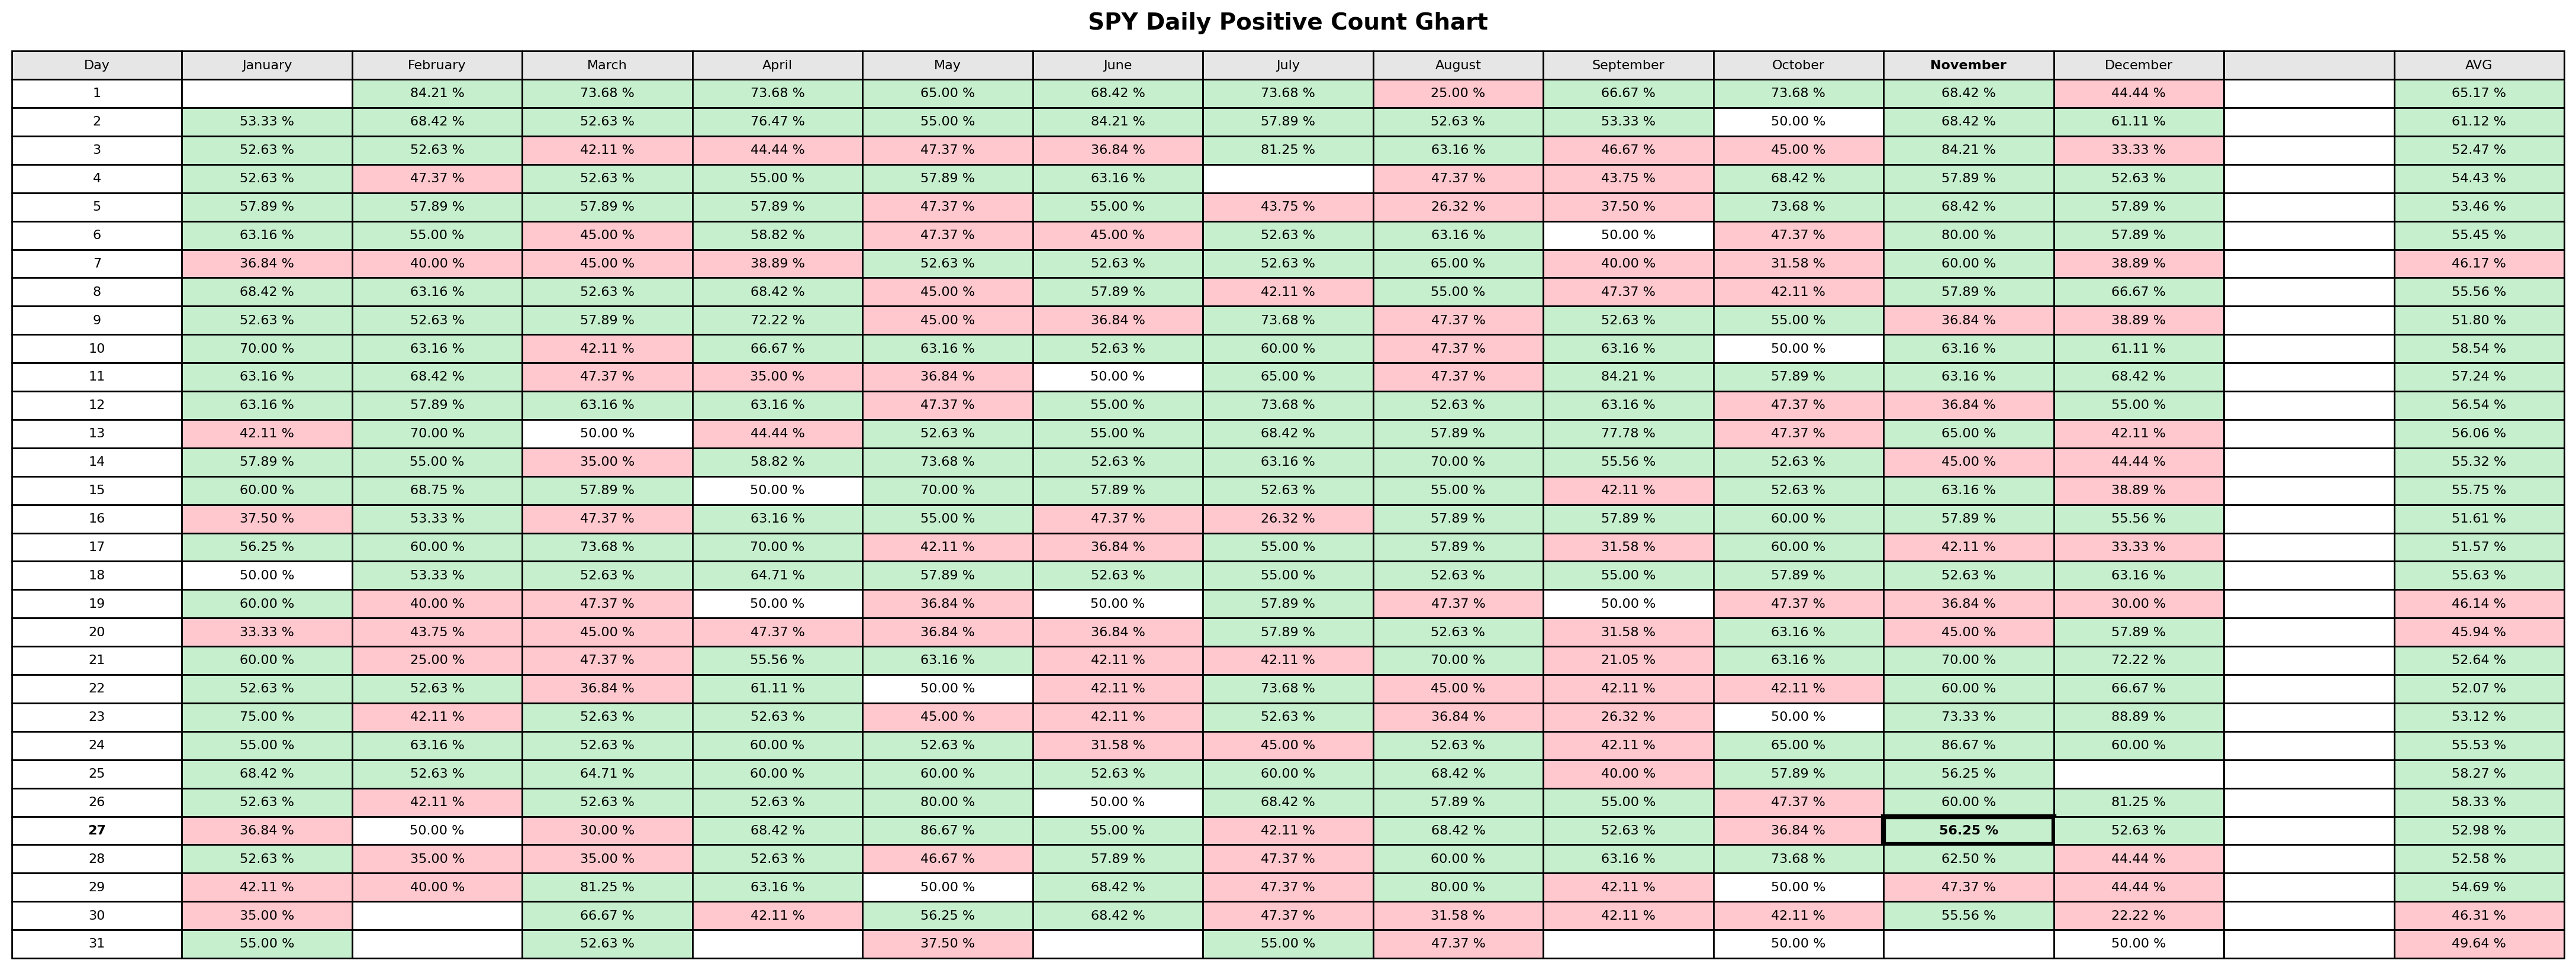 SPY Daily Positive Count Ghart
Day January February March April May June July August September October November December AVG
1 84.21 % 73.68 % 73.68 % 65.00 % 68.42 % 73.68 % 25.00 % 66.67 % 73.68 % 68.42 % 44.44 % 65.17 %
2 53.33 % 68.42 % 52.63 % 76.47 % 55.00 % 84.21 % 57.89 % 52.63 % 53.33 % 50.00 % 68.42 % 61.11 % 61.12 %
3 52.63 % 52.63 % 42.11 % 44.44 % 47.37 % 36.84 % 81.25 % 63.16 % 46.67 % 45.00 % 84.21 % 33.33 % 52.47 %
4 52.63 % 47.37 % 52.63 % 55.00 % 57.89 % 63.16 % 47.37 % 43.75 % 68.42 % 57.89 % 52.63 % 54.43 %
5 57.89 % 57.89 % 57.89 % 57.89 % 47.37 % 55.00 % 43.75 % 26.32 % 37.50 % 73.68 % 68.42 % 57.89 % 53.46 %
6 63.16 % 55.00 % 45.00 % 58.82 % 47.37 % 45.00 % 52.63 % 63.16 % 50.00 % 47.37 % 80.00 % 57.89 % 55.45 %
7 36.84 % 40.00 % 45.00 % 38.89 % 52.63 % 52.63 % 52.63 % 65.00 % 40.00 % 31.58 % 60.00 % 38.89 % 46.17 %
8 68.42 % 63.16 % 52.63 % 68.42 % 45.00 % 57.89 % 42.11 % 55.00 % 47.37 % 42.11 % 57.89 % 66.67 % 55.56 %
9 52.63 % 52.63 % 57.89 % 72.22 % 45.00 % 36.84 % 73.68 % 47.37 % 52.63 % 55.00 % 36.84 % 38.89 % 51.80 %
10 70.00 % 63.16 % 42.11 % 66.67 % 63.16 % 52.63 % 60.00 % 47.37 % 63.16 % 50.00 % 63.16 % 61.11 % 58.54 %
11 63.16 % 68.42 % 47.37 % 35.00 % 36.84 % 50.00 % 65.00 % 47.37 % 84.21 % 57.89 % 63.16 % 68.42 % 57.24 %
12 63.16 % 57.89 % 63.16 % 63.16 % 47.37 % 55.00 % 73.68 % 52.63 % 63.16 % 47.37 % 36.84 % 55.00 % 56.54 %
13 42.11 % 70.00 % 50.00 % 44.44 % 52.63 % 55.00 % 68.42 % 57.89 % 77.78 % 47.37 % 65.00 % 42.11 % 56.06 %
14 57.89 % 55.00 % 35.00 % 58.82 % 73.68 % 52.63 % 63.16 % 70.00 % 55.56 % 52.63 % 45.00 % 44.44 % 55.32 %
15 60.00 % 68.75 % 57.89 % 50.00 % 70.00 % 57.89 % 52.63 % 55.00 % 42.11 % 52.63 % 63.16 % 38.89 % 55.75 %
16 37.50 % 53.33 % 47.37 % 63.16 % 55.00 % 47.37 % 26.32 % 57.89 % 57.89 % 60.00 % 57.89 % 55.56 % 51.61 %
17 56.25 % 60.00 % 73.68 % 70.00 % 42.11 % 36.84 % 55.00 % 57.89 % 31.58 % 60.00 % 42.11 % 33.33 % 51.57 %
18 50.00 % 53.33 % 52.63 % 64.71 % 57.89 % 52.63 % 55.00 % 52.63 % 55.00 % 57.89 % 52.63 % 63.16 % 55.63 %
19 60.00 % 40.00 % 47.37 % 50.00 % 36.84 % 50.00 % 57.89 % 47.37 % 50.00 % 47.37 % 36.84 % 30.00 % 46.14 %
20 33.33 % 43.75 % 45.00 % 47.37 % 36.84 % 36.84 % 57.89 % 52.63 % 31.58 % 63.16 % 45.00 % 57.89 % 45.94 %
21 60.00 % 25.00 % 47.37 % 55.56 % 63.16 % 42.11 % 42.11 % 70.00 % 21.05 % 63.16 % 70.00 % 72.22 % 52.64 %
22 52.63 % 52.63 % 36.84 % 61.11 % 50.00 % 42.11 % 73.68 % 45.00 % 42.11 % 42.11 % 60.00 % 66.67 % 52.07 %
23 75.00 % 42.11 % 52.63 % 52.63 % 45.00 % 42.11 % 52.63 % 36.84 % 26.32 % 50.00 % 73.33 % 88.89 % 53.12 %
24 55.00 % 63.16 % 52.63 % 60.00 % 52.63 % 31.58 % 45.00 % 52.63 % 42.11 % 65.00 % 86.67 % 60.00 % 55.53 %
25 68.42 % 52.63 % 64.71 % 60.00 % 60.00 % 52.63 % 60.00 % 68.42 % 40.00 % 57.89 % 56.25 % 58.27 %
26 52.63 % 42.11 % 52.63 % 52.63 % 80.00 % 50.00 % 68.42 % 57.89 % 55.00 % 47.37 % 60.00 % 81.25 % 58.33 %
27 36.84 % 50.00 % 30.00 % 68.42 % 86.67 % 55.00 % 42.11 % 68.42 % 52.63 % 36.84 % 56.25 % 52.63 % 52.98 %
28 52.63 % 35.00 % 35.00 % 52.63 % 46.67 % 57.89 % 47.37 % 60.00 % 63.16 % 73.68 % 62.50 % 44.44 % 52.58 %
29 42.11 % 40.00 % 81.25 % 63.16 % 50.00 % 68.42 % 47.37 % 80.00 % 42.11 % 50.00 % 47.37 % 44.44 % 54.69 %
30 35.00 % 66.67 % 42.11 % 56.25 % 68.42 % 47.37 % 31.58 % 42.11 % 42.11 % 55.56 % 22.22 % 46.31 %
31 55.00 % 52.63 % 37.50 % 55.00 % 47.37 % 50.00 % 50.00 % 49.64 %